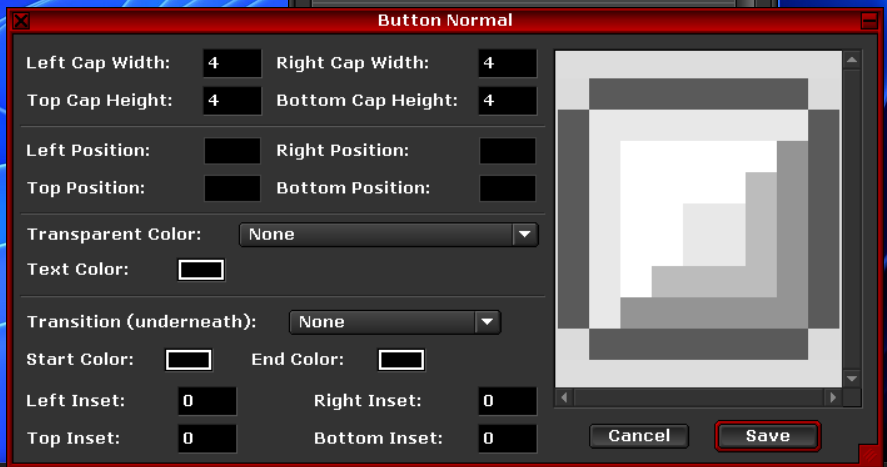 Button Normal
Left Cap Width: 4 Right Cap Width: 4
Top Cap Height: 4 Bottom Cap Height: 4
Left Position: Right Position:
Top Position: Bottom Position:
Transparent Color: None
Text Color:
Transition (underneath): None
Start Color: End Color:
Left Inset: 0 Right Inset: 0
Top Inset: 0 Bottom Inset: 0
Cancel Save